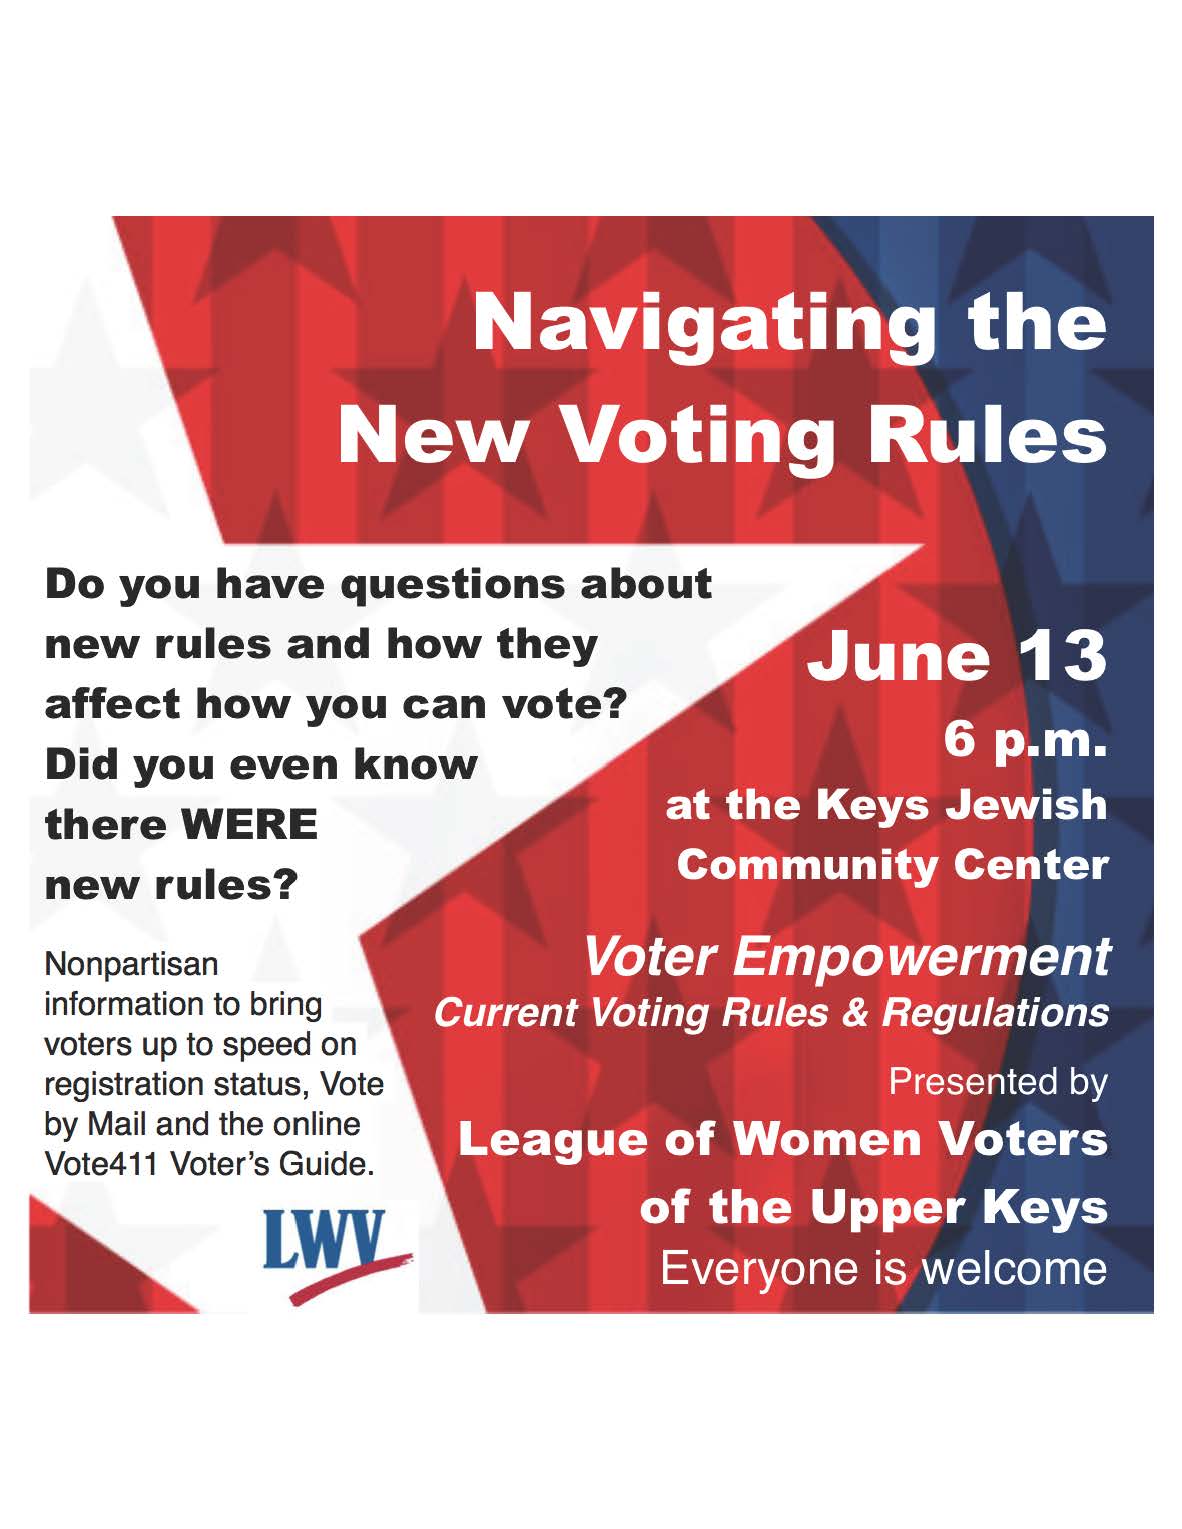 Navigating the
New Voting Rules
Do you have questions about
new rules and how they
affect how you can vote?
Did you even know
there WERE
new rules?
Nonpartisan
information to bring
voters up to speed on
registration status, Vote
by Mail and the online
Vote411 Voter's Guide.
LWV
June 13
6 p.m.
at the Keys Jewish
Community Center
Voter Empowerment
Current Voting Rules & Regulations
Presented by
League of Women Voters
of the Upper Keys
Everyone is welcome